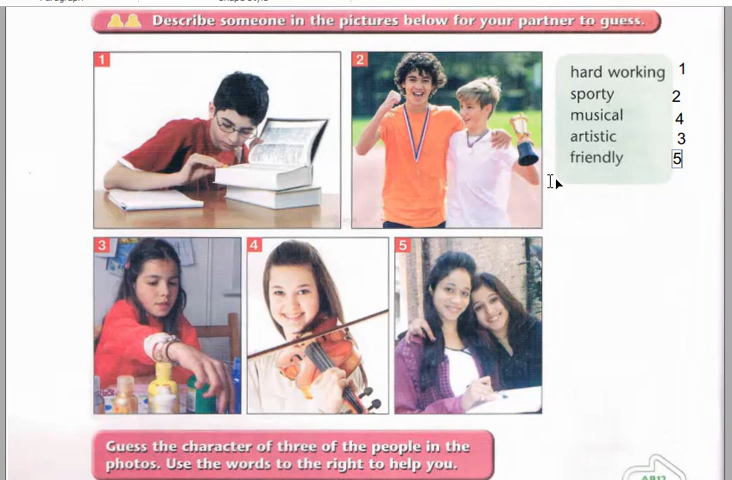 Describe someone in the pictures below for your partner to guess.
1
2
hard working 1
sporty 2
musical 4
artistic 3
friendly 5
3
4
5
Guess the character of three of the people in the
photos. Use the words to the right to help you.